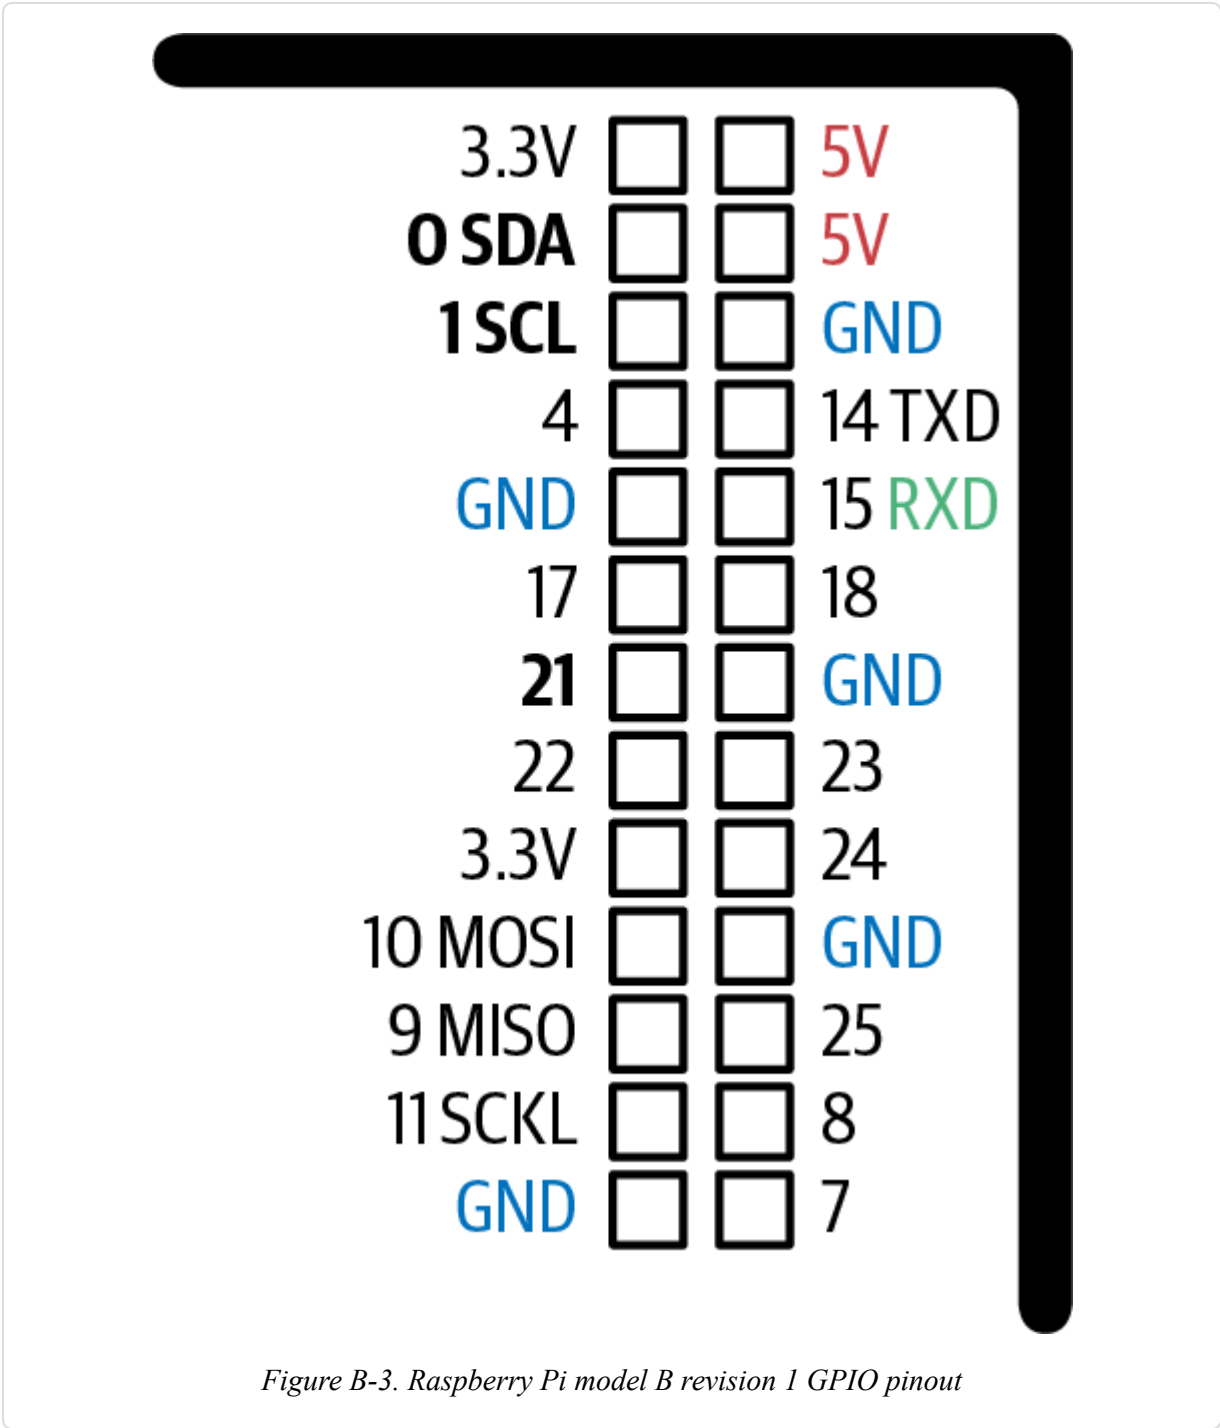 3.3V 5V
0 SDA 5V
1 SCL GND
4 14 TXD
GND 15 RXD
17 18
21 GND
22 23
3.3V 24
10 MOSI GND
9 MISO 25
11 SCKL 8
GND 7
Figure B-3. Raspberry Pi model B revision 1 GPIO pinout